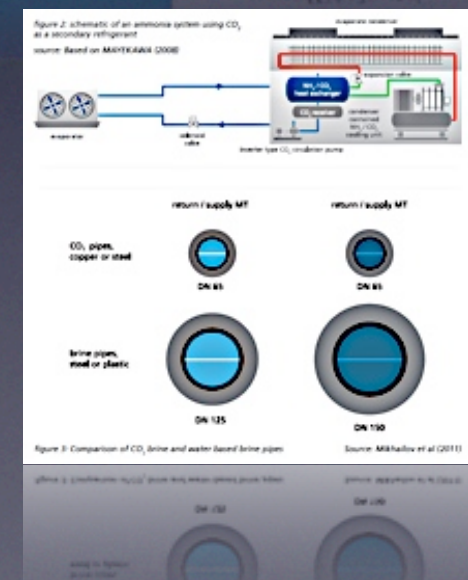 figure 2: schematic of an ammonia system using CO₂
as a secondary refrigerant
source: Based on MAYEKAWA (2008)
evaporative condenser
expansion valve
NH₃ / CO₂
heat exchanger
CO₂ receiver
evaporator
solenoid
valve
inverter type CO₂ circulation pump
return / supply MT
return / supply MT
CO₂ pipes,
copper or steel
DN 65
DN 65
brine pipes,
steel or plastic
DN 125
DN 150
figure 3: Comparison of CO₂ brine and water based brine pipes
Source: Mikhailov et al (2011)